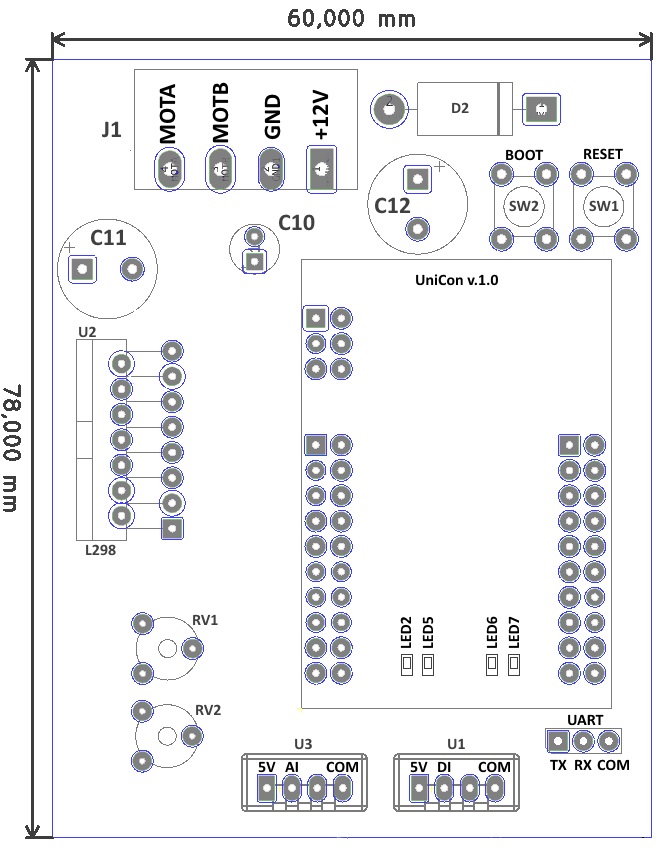 60,000 mm
J1
MOTA
MOTB
GND
+12V
2
D2
BOOT
RESET
SW2
SW1
C12
C10
C11
UniCon v.1.0
U2
78,000 mm
L298
RV1
RV2
LED2
LED5
LED6
LED7
UART
TX RX COM
U3
5V AI COM
U1
5V DI COM